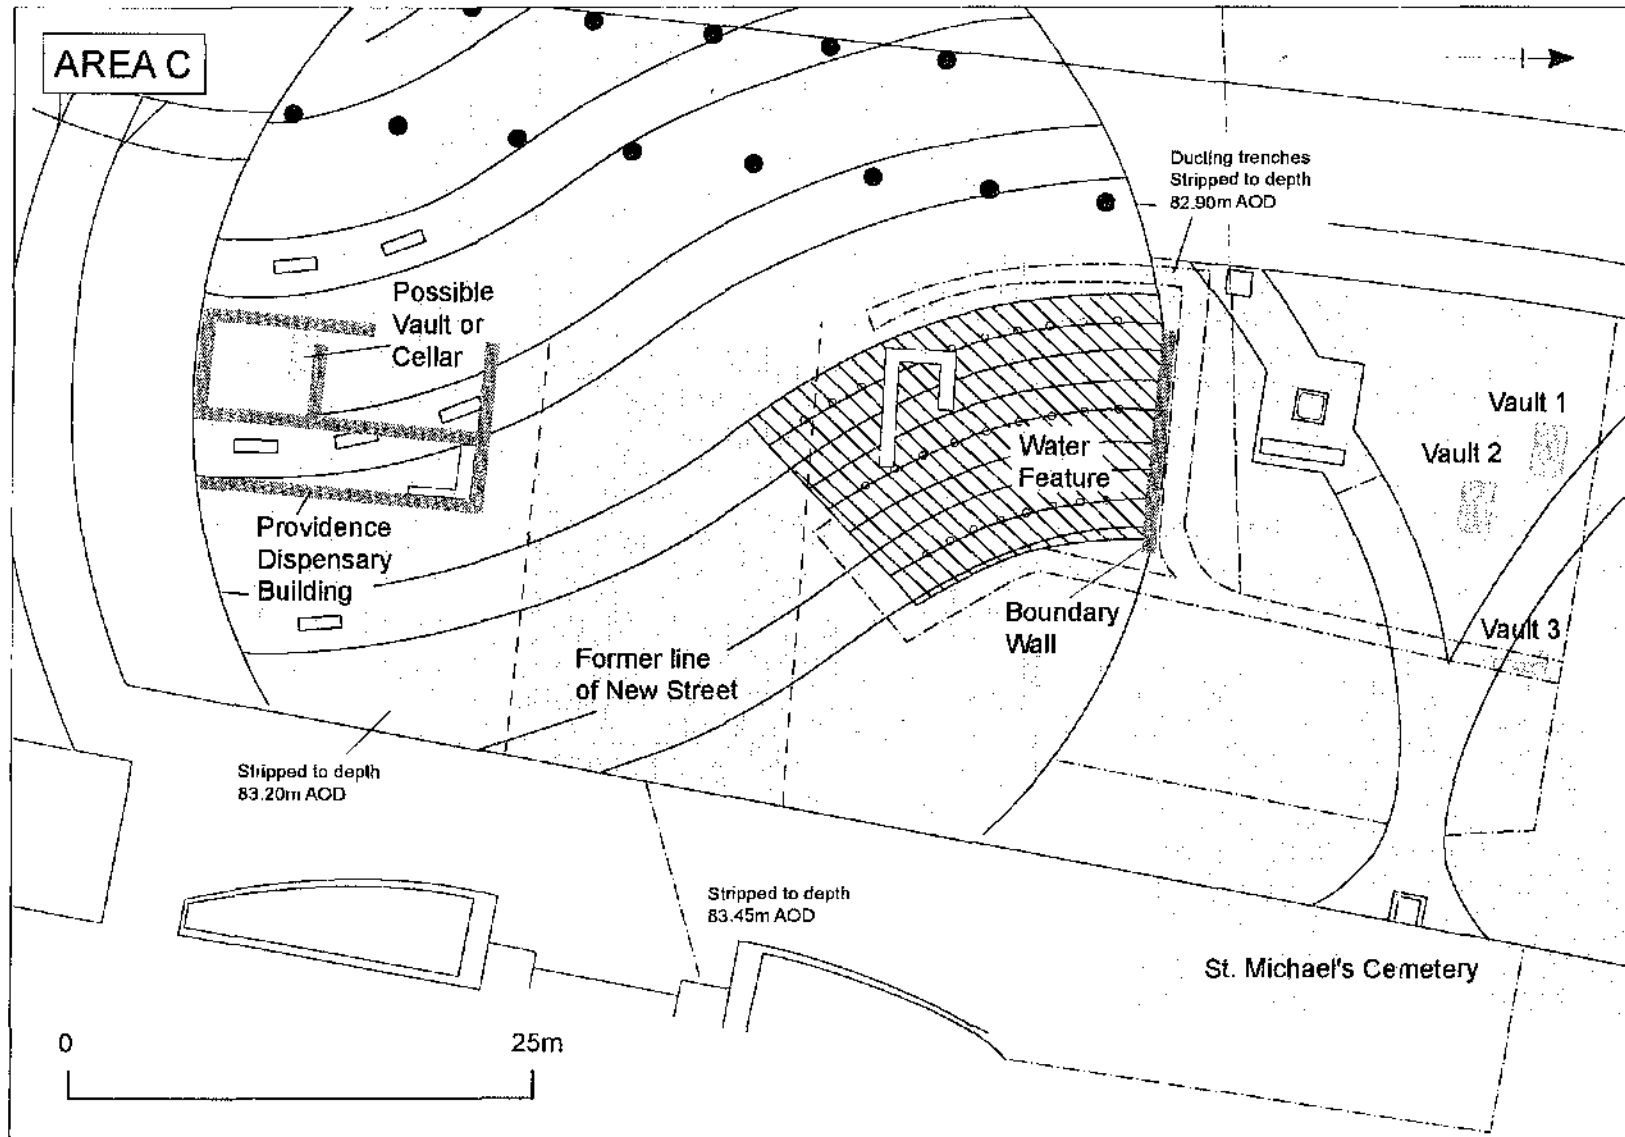 AREA C
Ducting trenches
Stripped to depth
82.90m AOD
Possible
Vault or
Cellar
Vault 1
Vault 2
Water
Feature
Providence
Dispensary
Building
Boundary
Wall
Vault 3
Former line
of New Street
Stripped to depth
83.20m AOD
Stripped to depth
83.45m AOD
St. Michael's Cemetery
0
25m